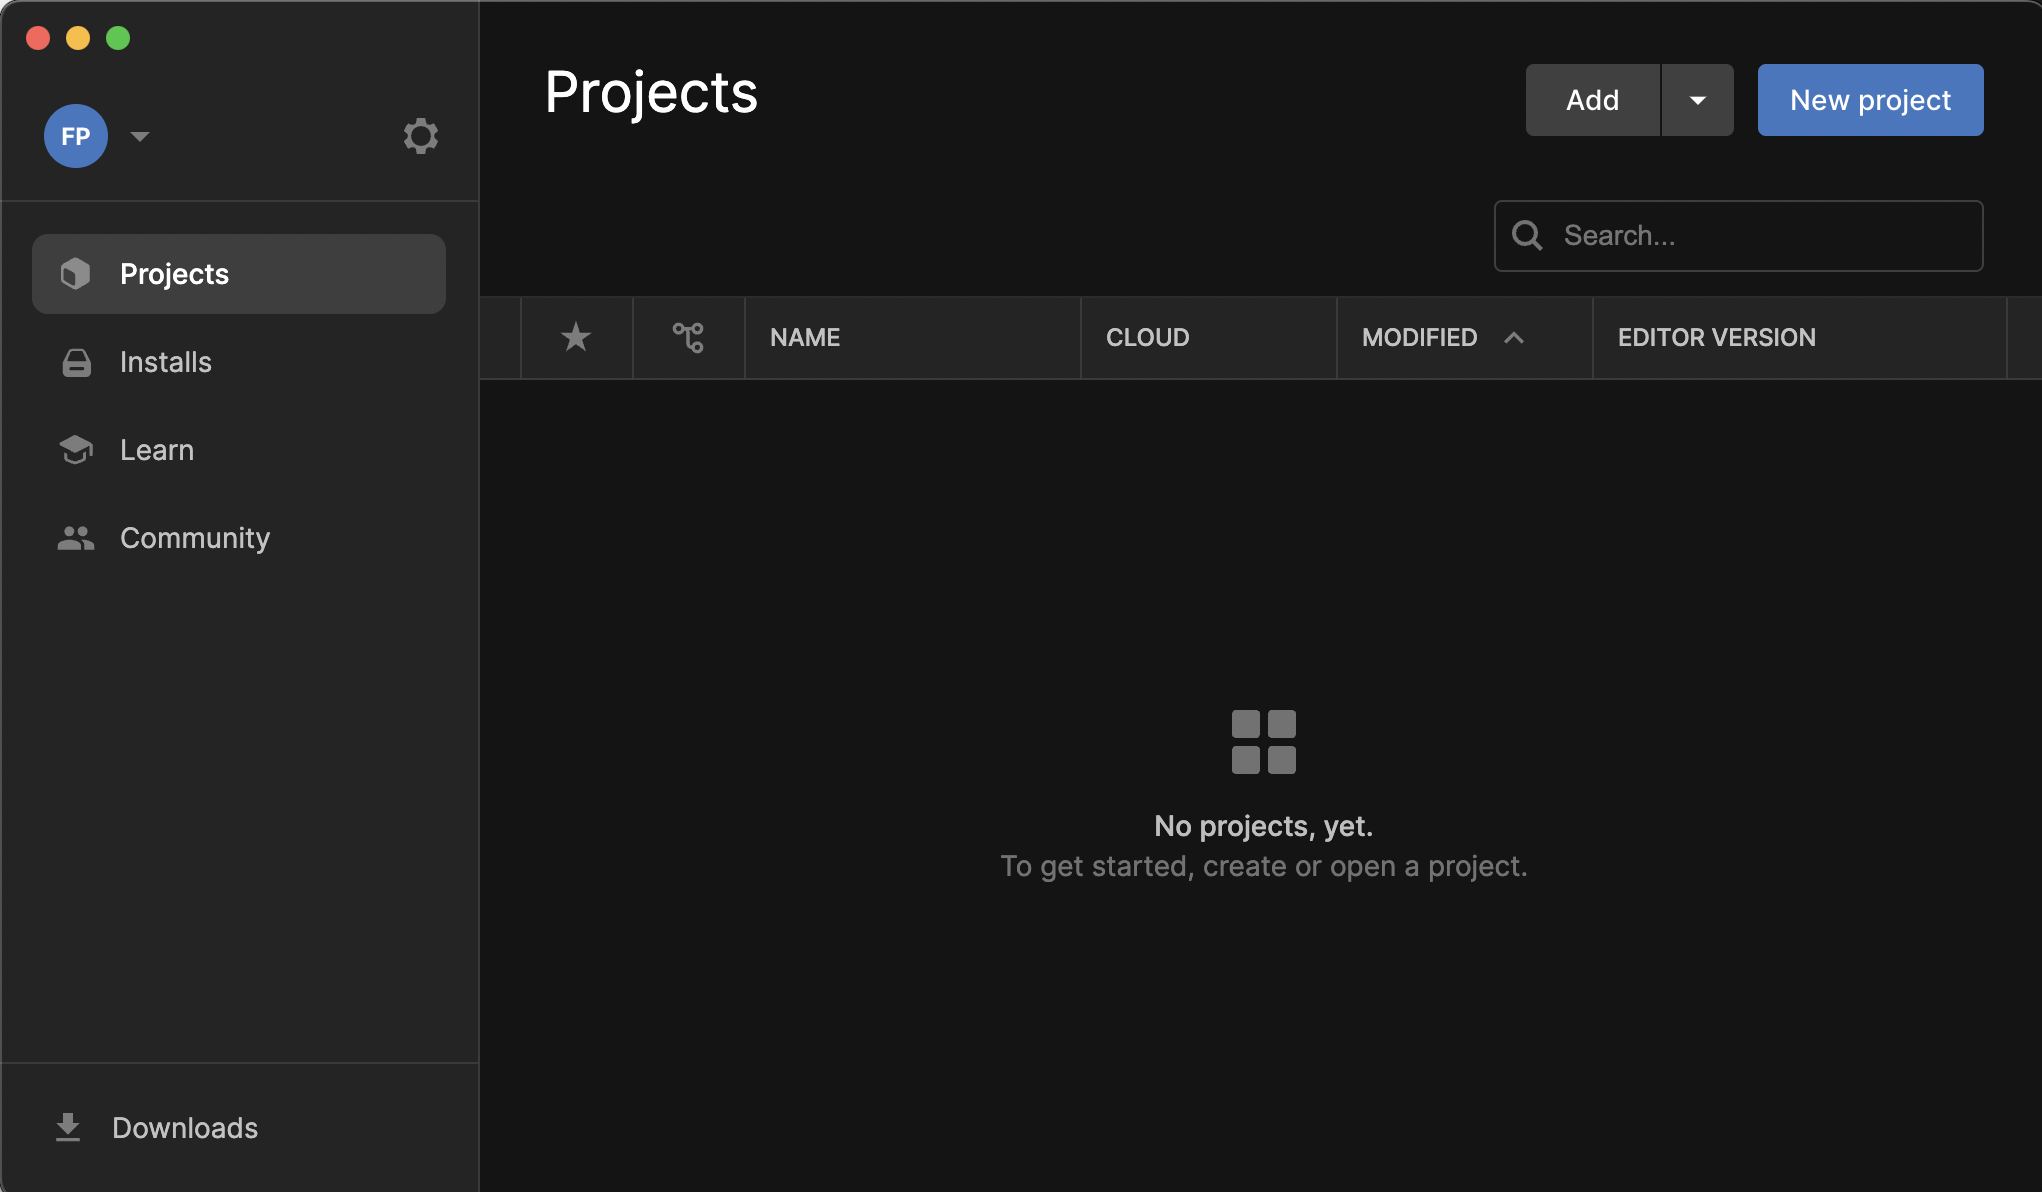 FP
Projects
Installs
Learn
Community
Downloads
Projects
Add
New project
Search...
NAME
CLOUD
MODIFIED
EDITOR VERSION
No projects, yet.
To get started, create or open a project.